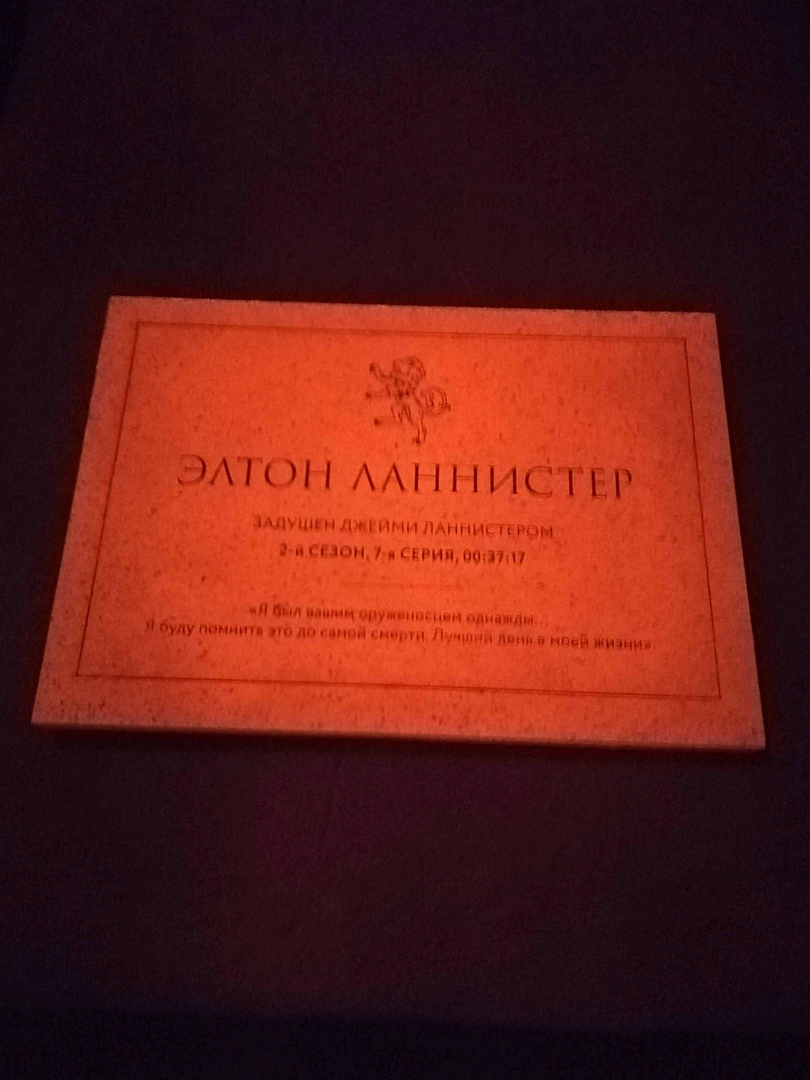 ЭЛТОН ЛАННИСТЕР
ЗАДУШЕН ДЖЕЙМИ ЛАННИСТЕРОМ
2-й СЕЗОН, 7-я СЕРИЯ, 00:37:17
«Я был вашим оруженосцем однажды...
Я буду помнить это до самой смерти. Лучший день в моей жизни».